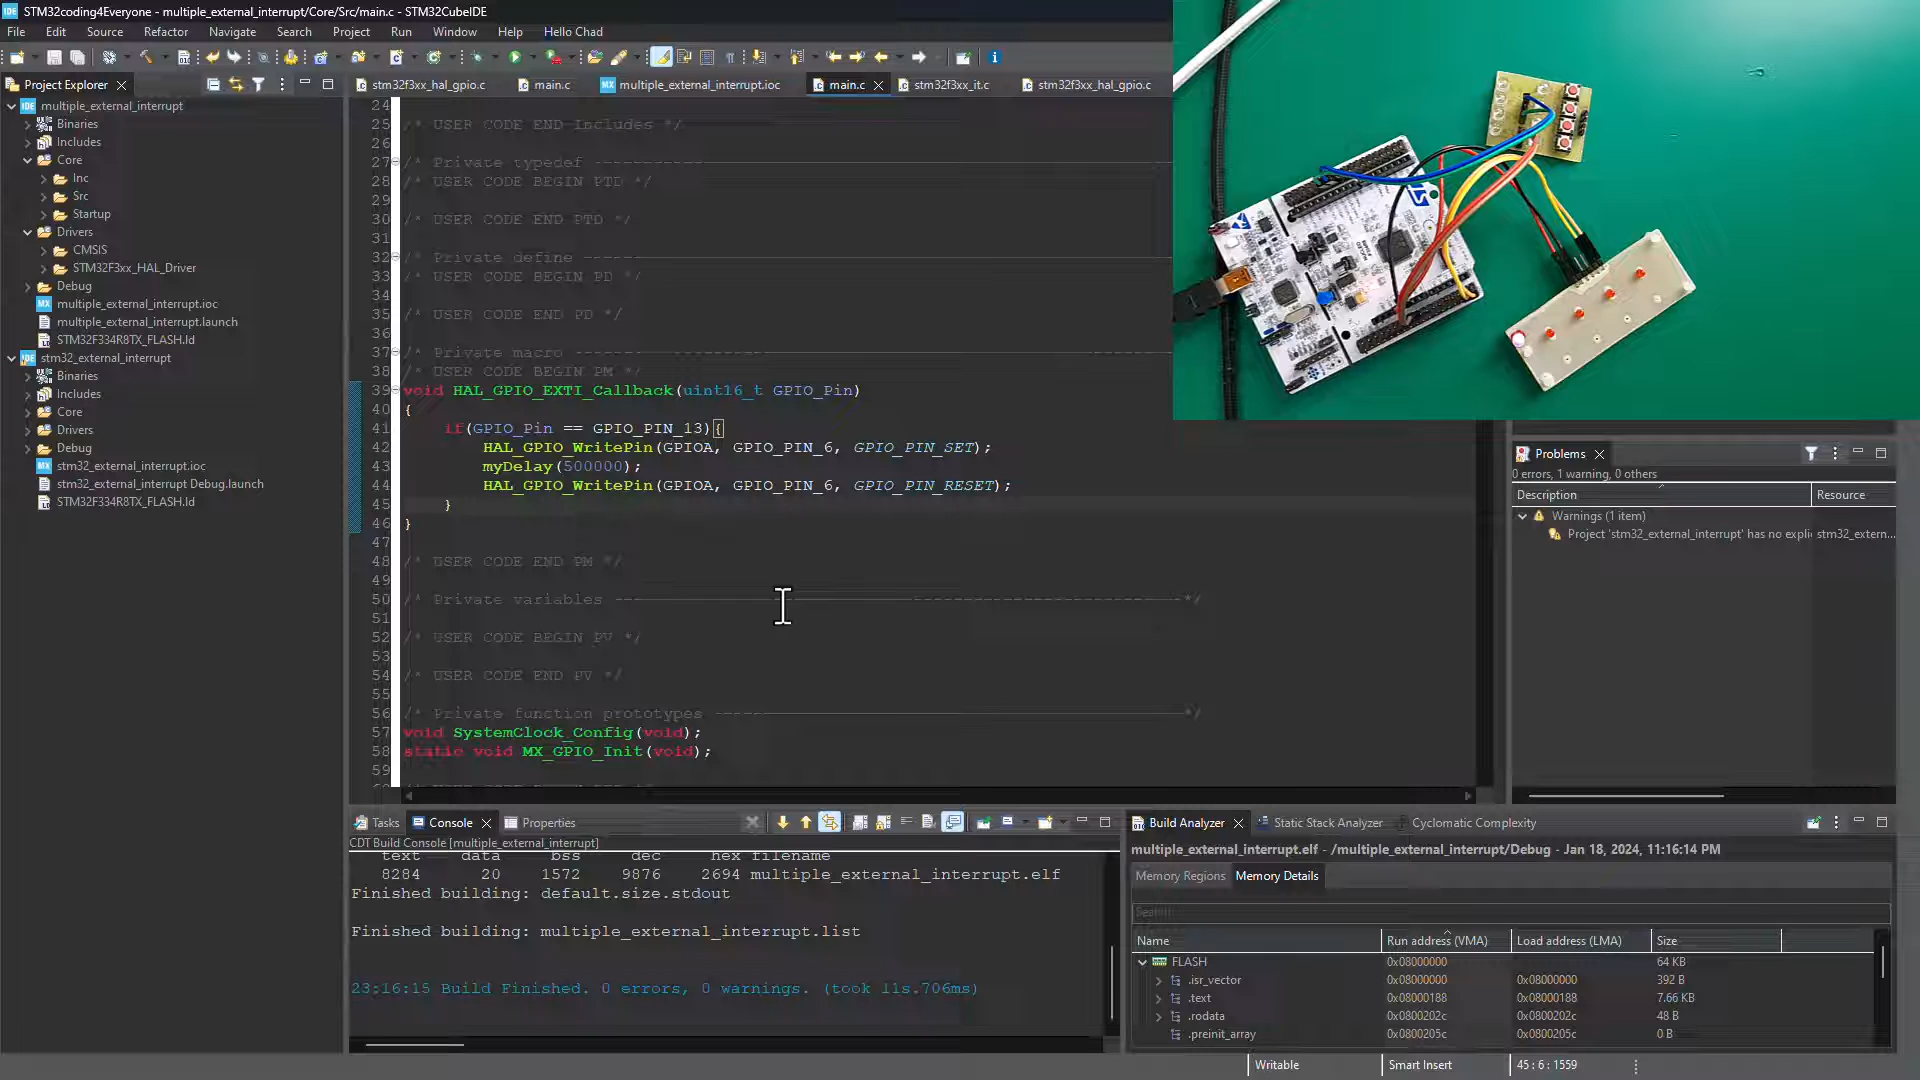 STM32coding4Everyone - multiple_external_interrupt/Core/Src/main.c - STM32CubeIDE
File Edit Source Refactor Navigate Search Project Run Window Help Hello Chad
Project Explorer
stm32f3xx_hal_gpio.c main.c multiple_external_interrupt.ioc main.c stm32f3xx_it.c stm32f3xx_hal_gpio.c
multiple_external_interrupt
Binaries
Includes
Core
Inc
Src
Startup
Drivers
CMSIS
STM32F3xx_HAL_Driver
Debug
multiple_external_interrupt.ioc
multiple_external_interrupt.launch
STM32F334R8TX_FLASH.ld
stm32_external_interrupt
Binaries
Includes
Core
Drivers
Debug
stm32_external_interrupt.ioc
stm32_external_interrupt Debug.launch
STM32F334R8TX_FLASH.ld
24
25 /* USER CODE END Includes */
26
27 /* Private typedef
28 /* USER CODE BEGIN PTD */
29
30 /* USER CODE END PTD */
31
32 /* Private define
33 /* USER CODE BEGIN PD */
34
35 /* USER CODE END PD */
36
37 /* Private macro
38 /* USER CODE BEGIN PM */
39 void HAL_GPIO_EXTI_Callback(uint16_t GPIO_Pin)
40 {
41 if(GPIO_Pin == GPIO_PIN_13){
42 HAL_GPIO_WritePin(GPIOA, GPIO_PIN_6, GPIO_PIN_SET);
43 myDelay(500000);
44 HAL_GPIO_WritePin(GPIOA, GPIO_PIN_6, GPIO_PIN_RESET);
45 }
46 }
47
48 /* USER CODE END PM */
49
50 /* Private variables ---*/
51
52 /* USER CODE BEGIN PV */
53
54 /* USER CODE END PV */
55
56 /* Private function prototypes ---*/
57 void SystemClock_Config(void);
58 static void MX_GPIO_Init(void);
59
Problems
0 errors, 1 warning, 0 others
Description Resource
Warnings (1 item)
Project 'stm32_external_interrupt' has no expli stm32_extern...
Tasks Console Properties
CDT Build Console [multiple_external_interrupt]
text data bss dec hex filename
8284 20 1572 9876 2694 multiple_external_interrupt.elf
Finished building: default.size.stdout
Finished building: multiple_external_interrupt.list
23:16:15 Build Finished. 0 errors, 0 warnings. (took 11s.706ms)
Build Analyzer Static Stack Analyzer Cyclomatic Complexity
multiple_external_interrupt.elf - /multiple_external_interrupt/Debug - Jan 18, 2024, 11:16:14 PM
Memory Regions Memory Details
Search
Name Run address (VMA) Load address (LMA) Size
FLASH 0x08000000 64 KB
.isr_vector 0x08000000 0x08000000 392 B
.text 0x08000188 0x08000188 7.66 KB
.rodata 0x0800202c 0x0800202c 48 B
.preinit_array 0x0800205c 0x0800205c 0 B
Writable Smart Insert 45 : 6 : 1559